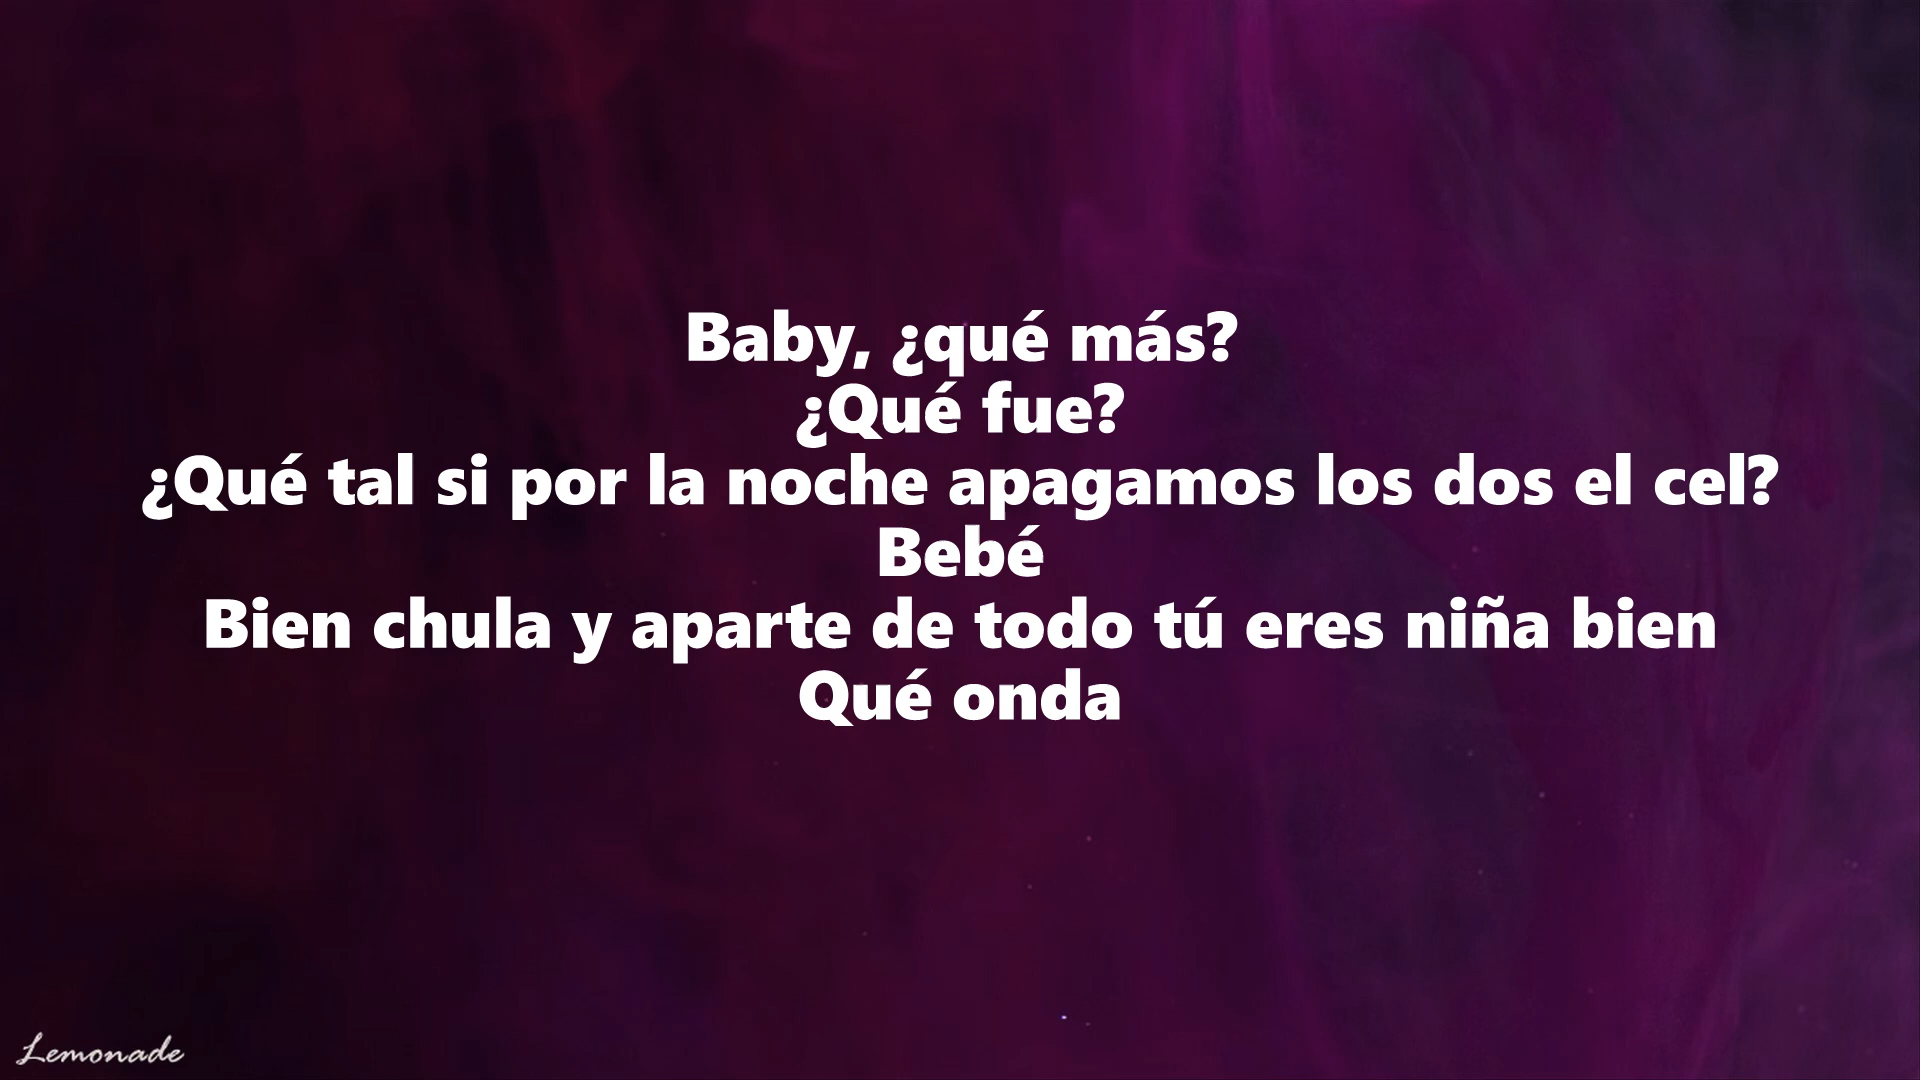 Baby, ¿qué más?
¿Qué fue?
¿Qué tal si por la noche apagamos los dos el cel?
Bebé
Bien chula y aparte de todo tú eres niña bien
Qué onda
Lemonade